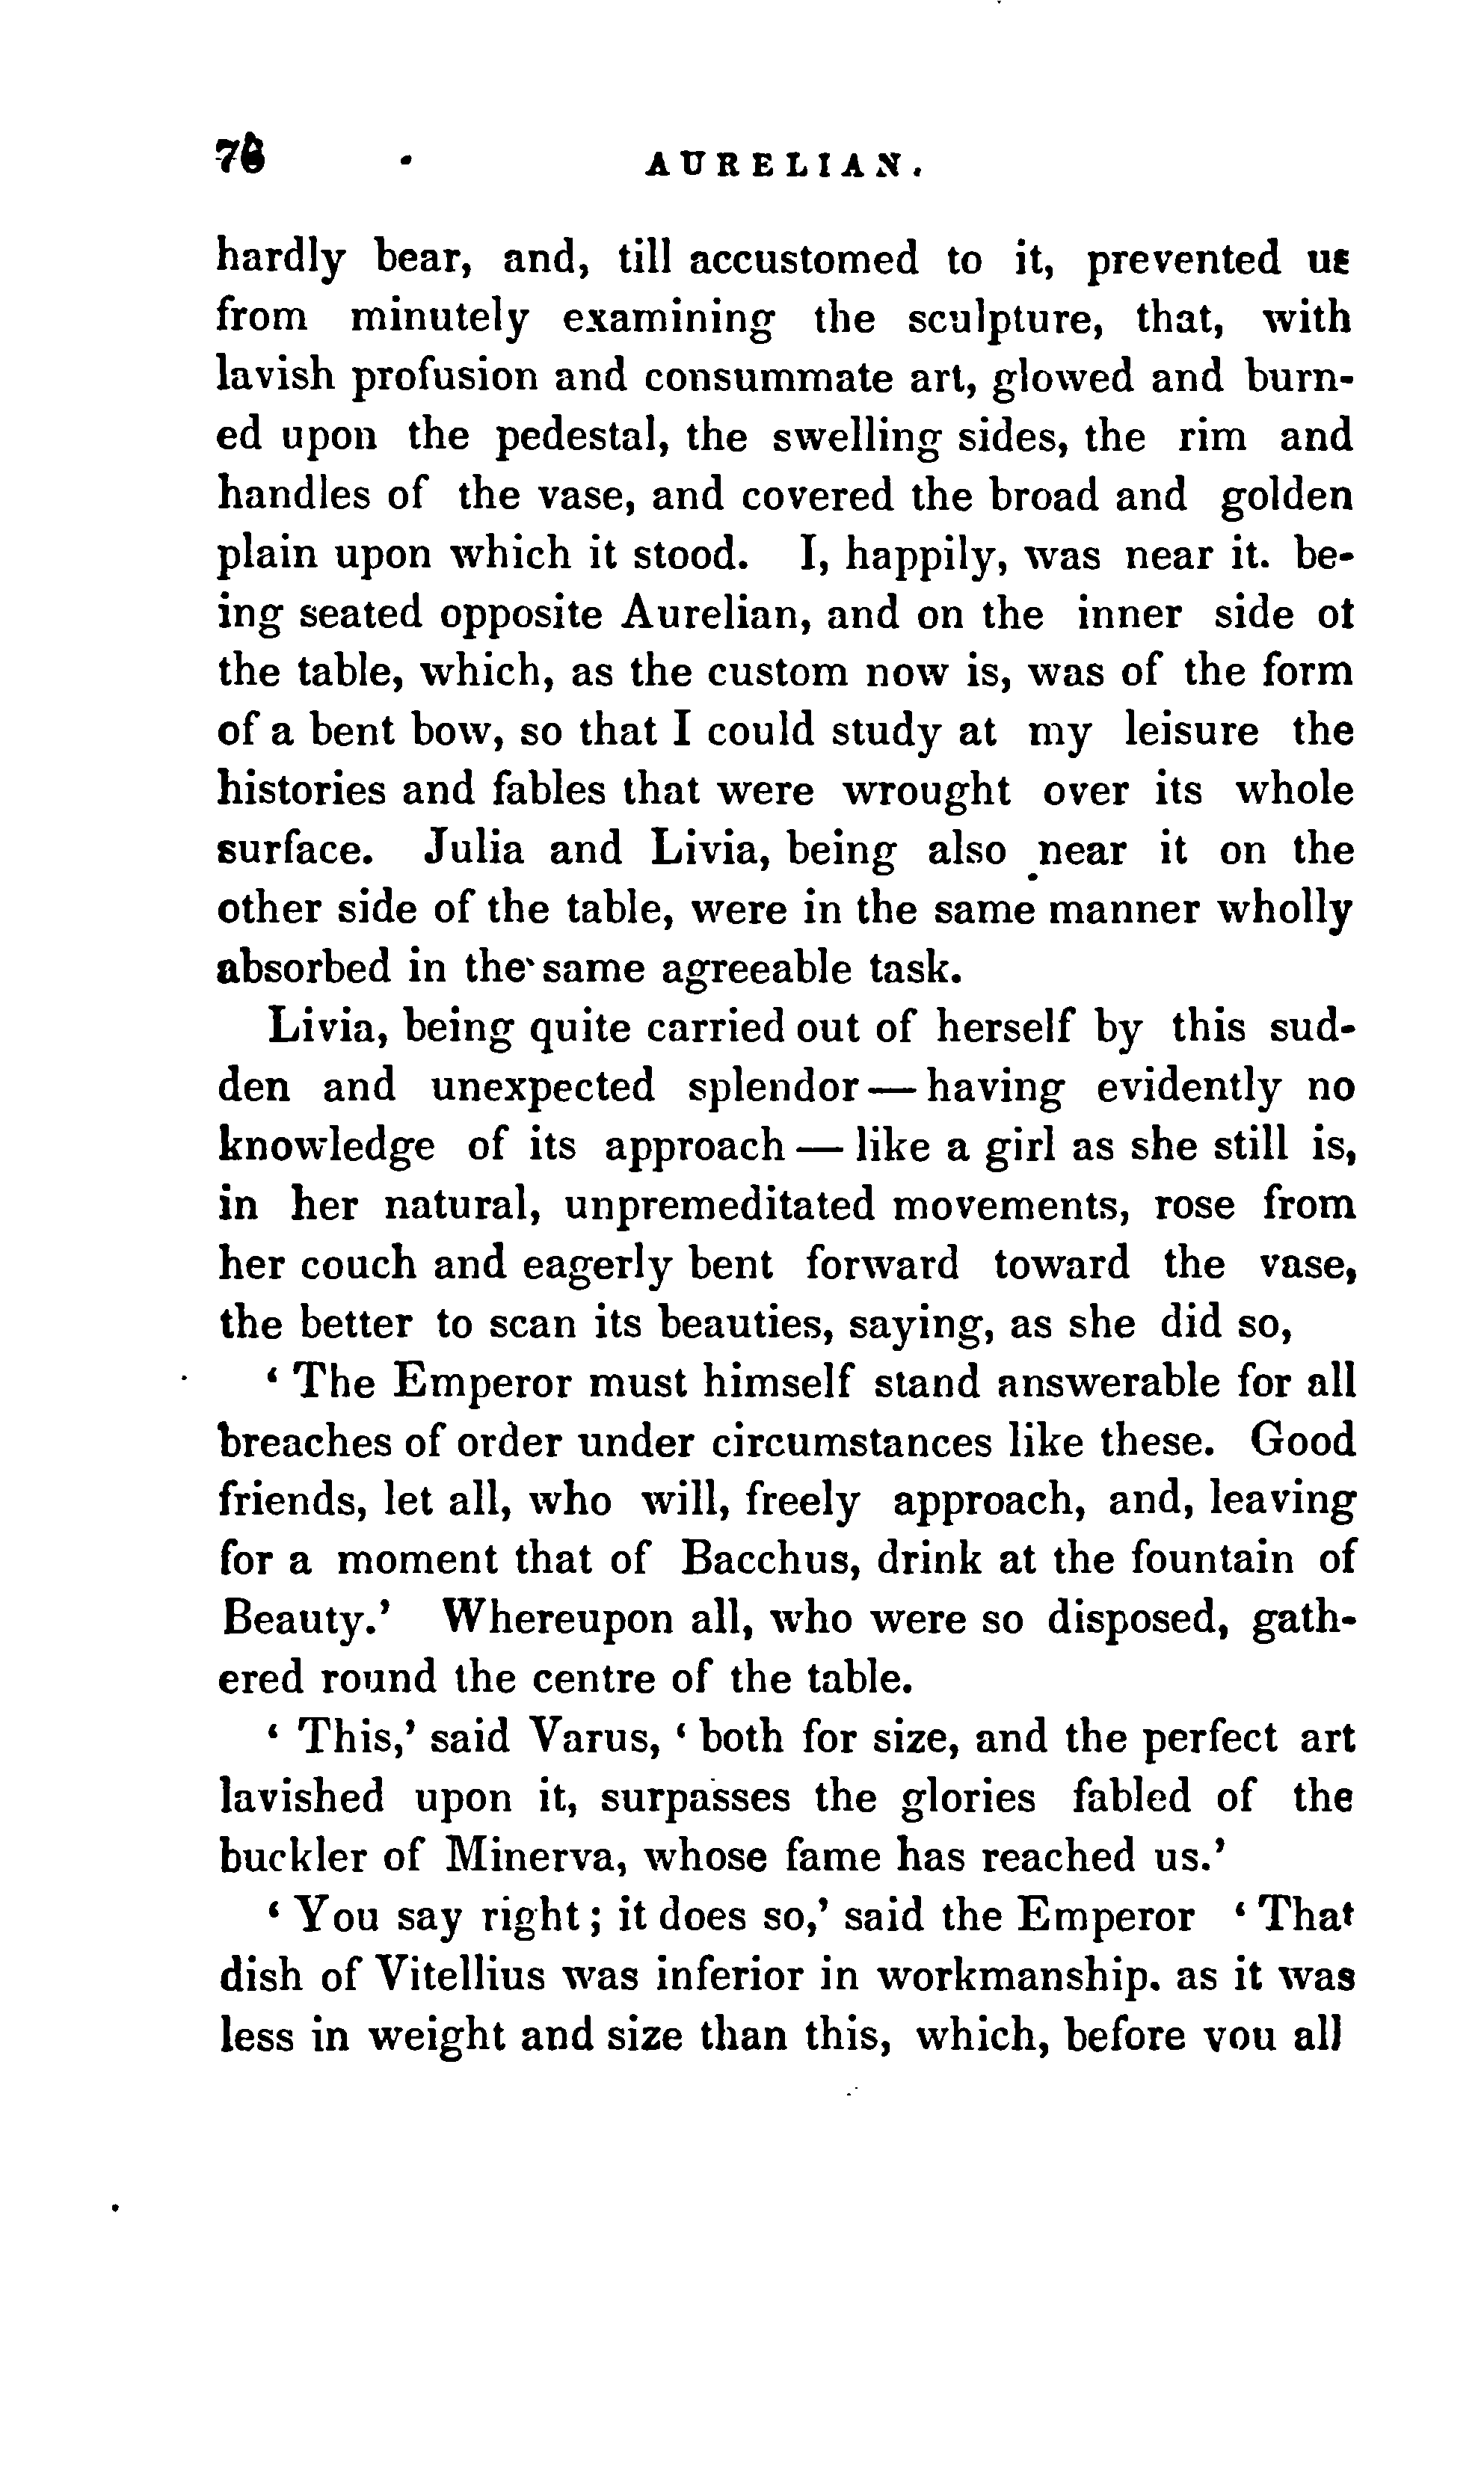 76 AURELIAN.
hardly bear, and, till accustomed to it, prevented us
from minutely examining the sculpture, that, with
lavish profusion and consummate art, glowed and burn-
ed upon the pedestal, the swelling sides, the rim and
handles of the vase, and covered the broad and golden
plain upon which it stood. I, happily, was near it. be-
ing seated opposite Aurelian, and on the inner side of
the table, which, as the custom now is, was of the form
of a bent bow, so that I could study at my leisure the
histories and fables that were wrought over its whole
surface. Julia and Livia, being also near it on the
other side of the table, were in the same manner wholly
absorbed in the same agreeable task.
Livia, being quite carried out of herself by this sud-
den and unexpected splendor — having evidently no
knowledge of its approach — like a girl as she still is,
in her natural, unpremeditated movements, rose from
her couch and eagerly bent forward toward the vase,
the better to scan its beauties, saying, as she did so,
‘ The Emperor must himself stand answerable for all
breaches of order under circumstances like these. Good
friends, let all, who will, freely approach, and, leaving
for a moment that of Bacchus, drink at the fountain of
Beauty.’ Whereupon all, who were so disposed, gath-
ered round the centre of the table.
‘ This,’ said Varus, ‘ both for size, and the perfect art
lavished upon it, surpasses the glories fabled of the
buckler of Minerva, whose fame has reached us.’
‘ You say right; it does so,’ said the Emperor ‘ That
dish of Vitellius was inferior in workmanship. as it was
less in weight and size than this, which, before you all